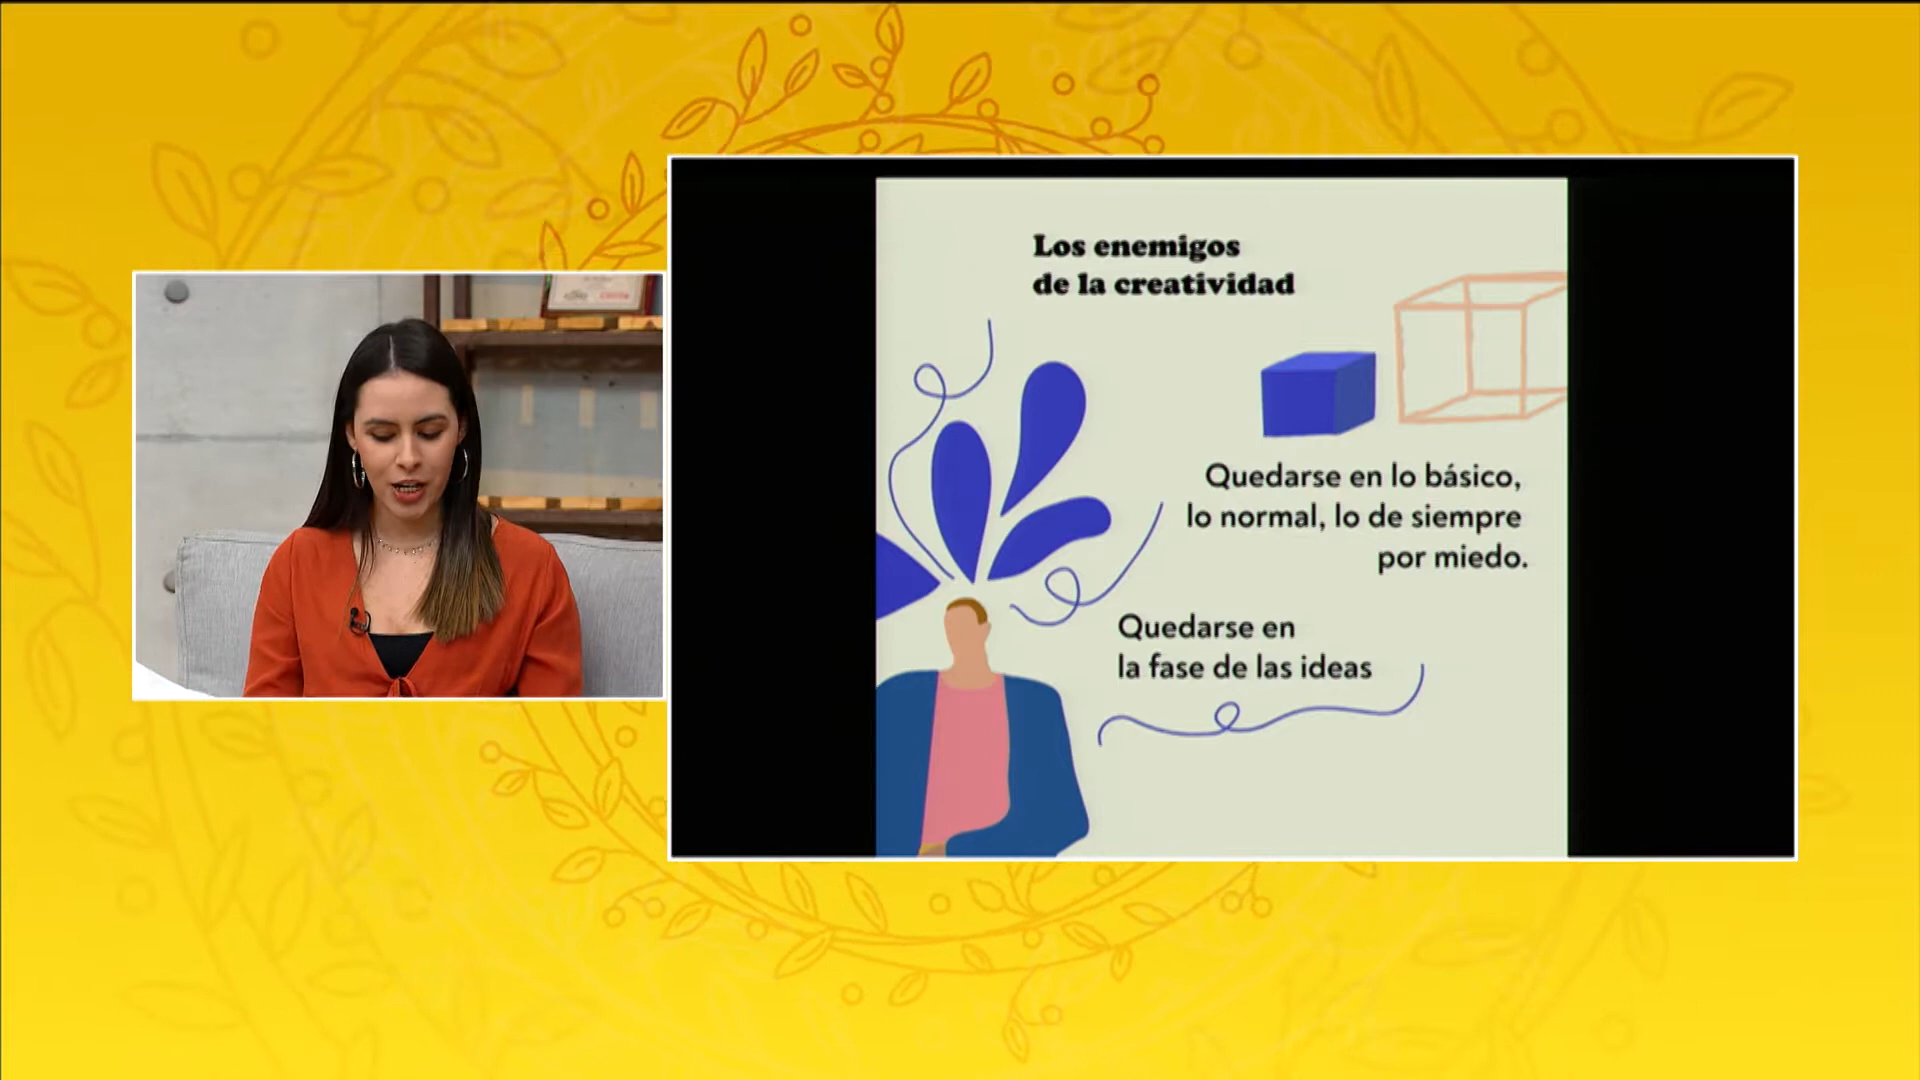 Los enemigos
de la creatividad
Quedarse en lo básico,
lo normal, lo de siempre
por miedo.
Quedarse en
la fase de las ideas